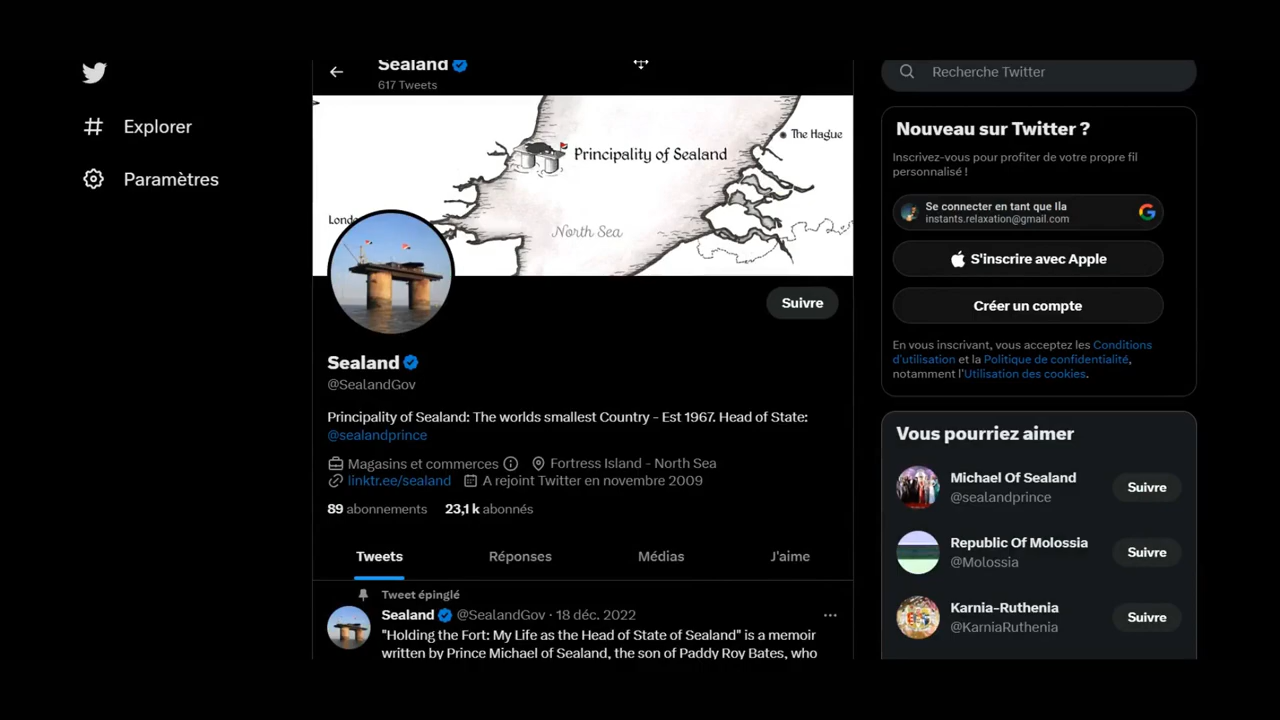 Explorer
Paramètres
Sealand
617 Tweets
Principality of Sealand
The Hague
North Sea
Suivre
Sealand
@SealandGov
Principality of Sealand: The worlds smallest Country - Est 1967. Head of State:
@sealandprince
Magasins et commerces Fortress Island - North Sea
linktr.ee/sealand A rejoint Twitter en novembre 2009
89 abonnements 23,1 k abonnés
Tweets Réponses Médias J'aime
Tweet épinglé
Sealand @SealandGov · 18 déc. 2022
"Holding the Fort: My Life as the Head of State of Sealand" is a memoir
written by Prince Michael of Sealand, the son of Paddy Roy Bates, who
Recherche Twitter
Nouveau sur Twitter ?
Inscrivez-vous pour profiter de votre propre fil
personnalisé !
Se connecter en tant que Ila
instants.relaxation@gmail.com
S'inscrire avec Apple
Créer un compte
En vous inscrivant, vous acceptez les Conditions
d'utilisation et la Politique de confidentialité,
notamment l'Utilisation des cookies.
Vous pourriez aimer
Michael Of Sealand
@sealandprince
Suivre
Republic Of Molossia
@Molossia
Suivre
Karnia-Ruthenia
@KarniaRuthenia
Suivre